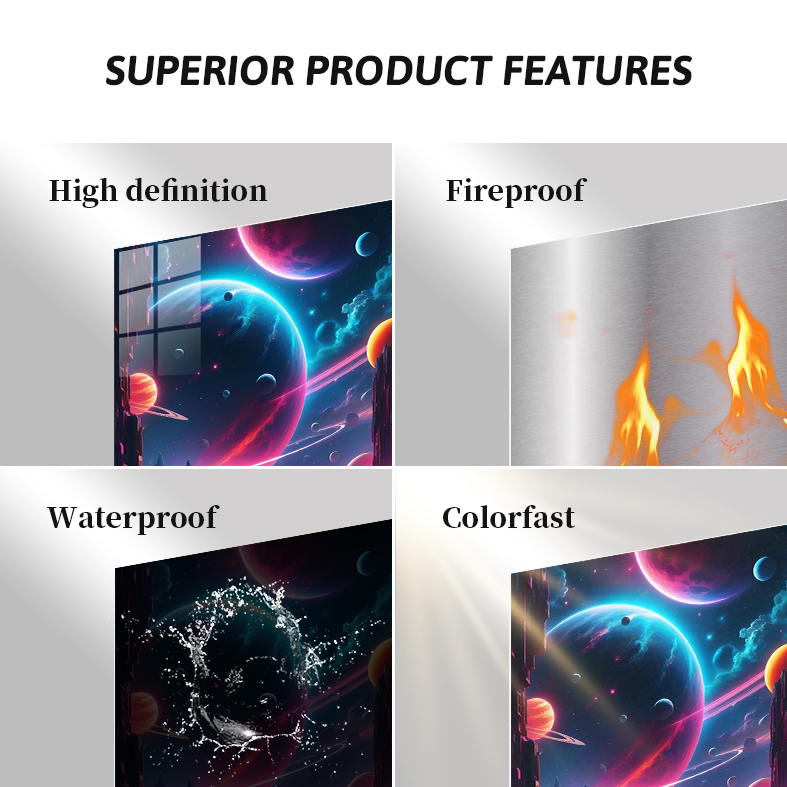 SUPERIOR PRODUCT FEATURES
High definition
Fireproof
Waterproof
Colorfast